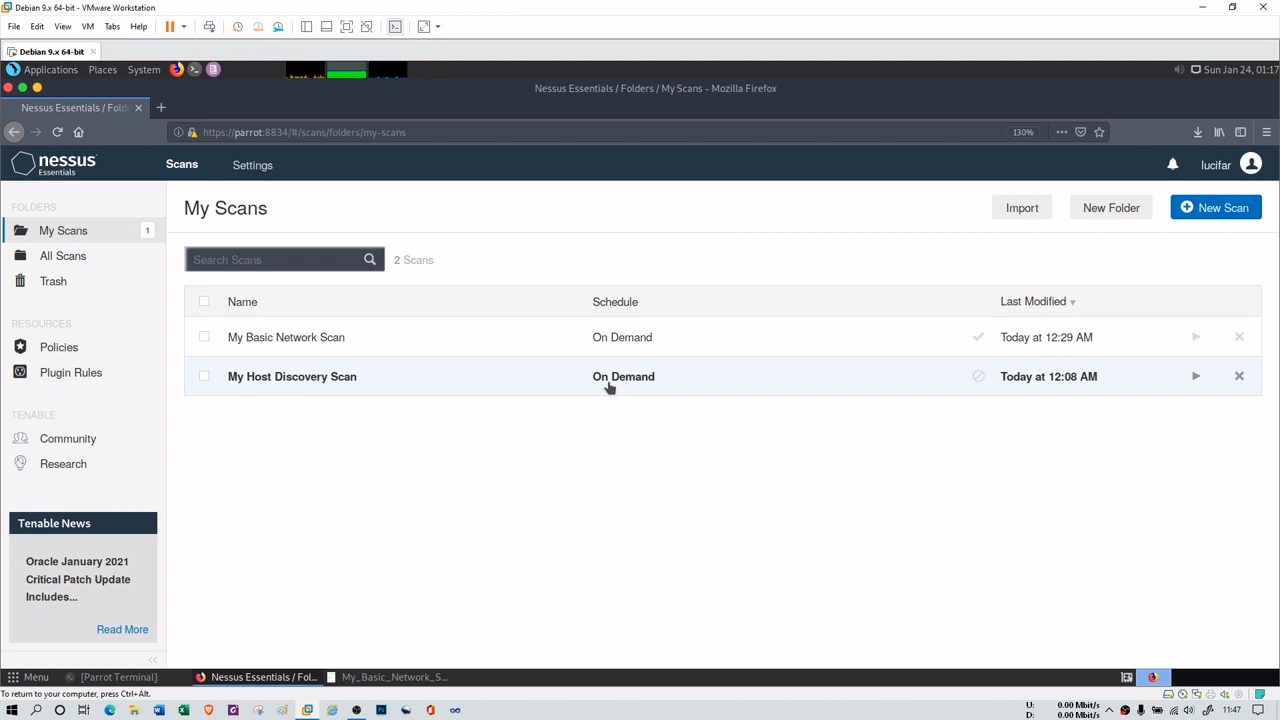 Debian 9.x 64-bit - VMware Workstation
File Edit View VM Tabs Help
Debian 9.x 64-bit
Applications Places System Sun Jan 24, 01:17
Nessus Essentials / Folders / My Scans - Mozilla Firefox
Nessus Essentials / Folde
https://parrot:8834/#/scans/folders/my-scans 130%
nessus Essentials Scans Settings lucifar
FOLDERS
My Scans 1
All Scans
Trash
RESOURCES
Policies
Plugin Rules
TENABLE
Community
Research
Tenable News
Oracle January 2021
Critical Patch Update
Includes...
Read More
My Scans Import New Folder New Scan
Search Scans 2 Scans
Name Schedule Last Modified
My Basic Network Scan On Demand Today at 12:29 AM
My Host Discovery Scan On Demand Today at 12:08 AM
Menu [Parrot Terminal] Nessus Essentials / Fol... My_Basic_Network_S...
To return to your computer, press Ctrl+Alt.
U: 0.00 Mbit/s
D: 0.00 Mbit/s
11:47